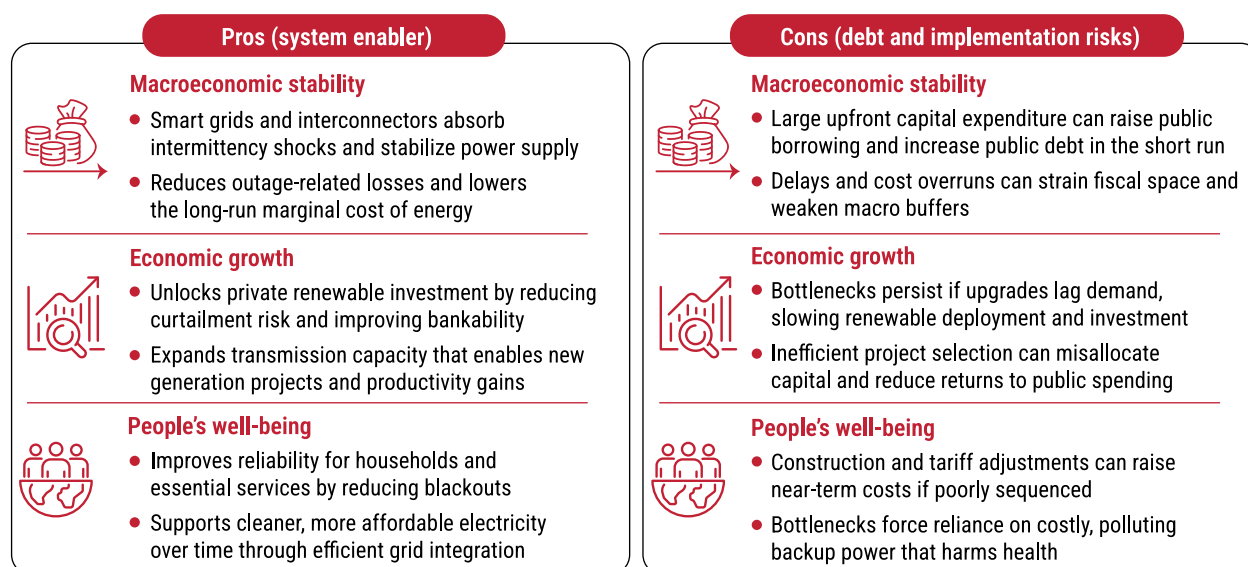 Pros (system enabler)
Macroeconomic stability
Smart grids and interconnectors absorb
intermittency shocks and stabilize power supply
Reduces outage-related losses and lowers
the long-run marginal cost of energy
Economic growth
Unlocks private renewable investment by reducing
curtailment risk and improving bankability
Expands transmission capacity that enables new
generation projects and productivity gains
People's well-being
Improves reliability for households and
essential services by reducing blackouts
Supports cleaner, more affordable electricity
over time through efficient grid integration
Cons (debt and implementation risks)
Macroeconomic stability
Large upfront capital expenditure can raise public
borrowing and increase public debt in the short run
Delays and cost overruns can strain fiscal space and
weaken macro buffers
Economic growth
Bottlenecks persist if upgrades lag demand,
slowing renewable deployment and investment
Inefficient project selection can misallocate
capital and reduce returns to public spending
People's well-being
Construction and tariff adjustments can raise
near-term costs if poorly sequenced
Bottlenecks force reliance on costly, polluting
backup power that harms health